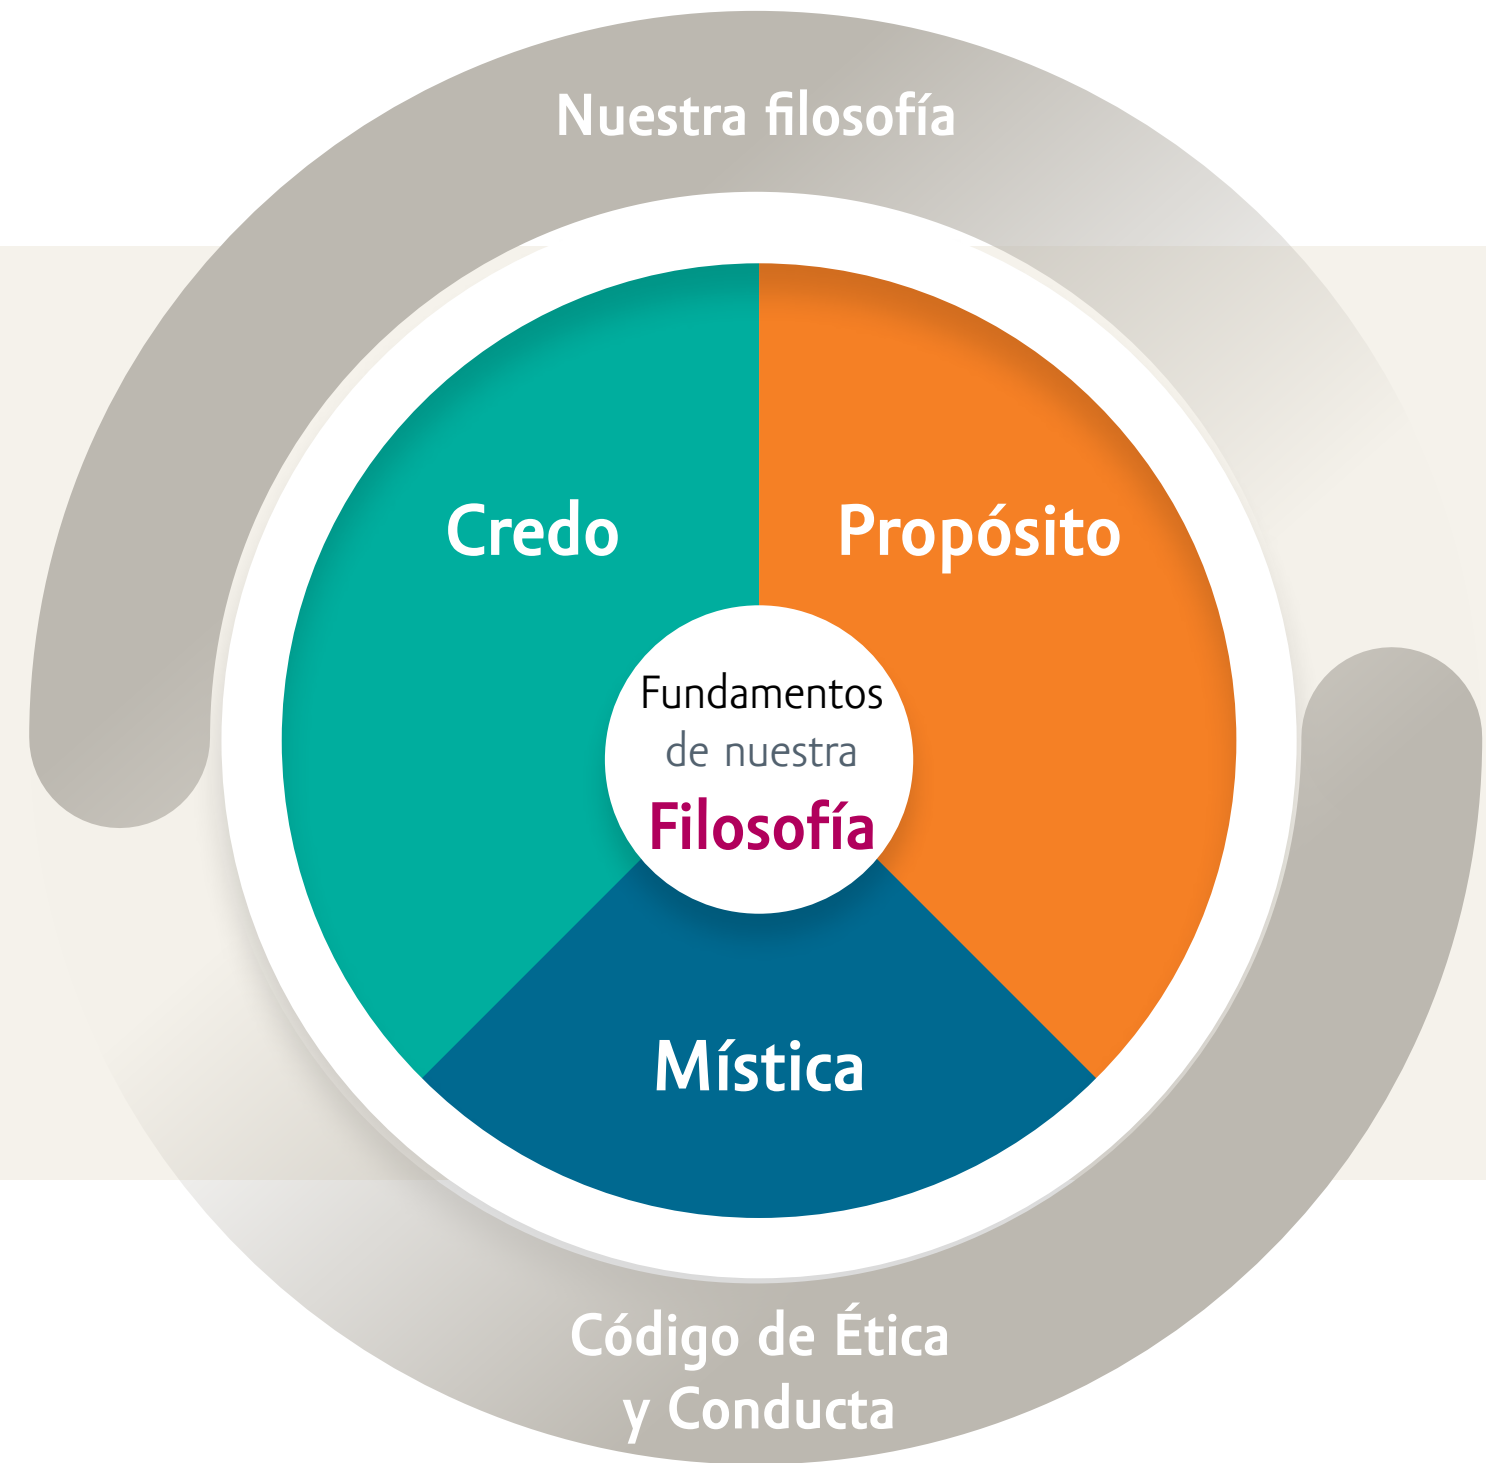 Nuestra filosofía
Credo
Propósito
Fundamentos
de nuestra
Filosofía
Mística
Código de Ética
y Conducta